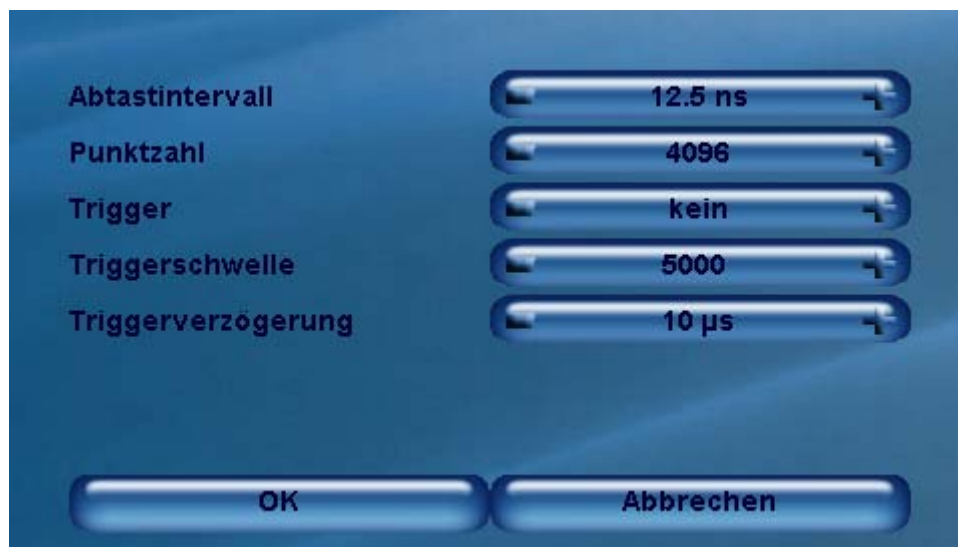 Abtastintervall 12.5 ns
Punktzahl 4096
Trigger kein
Triggerschwelle 5000
Triggerverzögerung 10 µs
OK Abbrechen